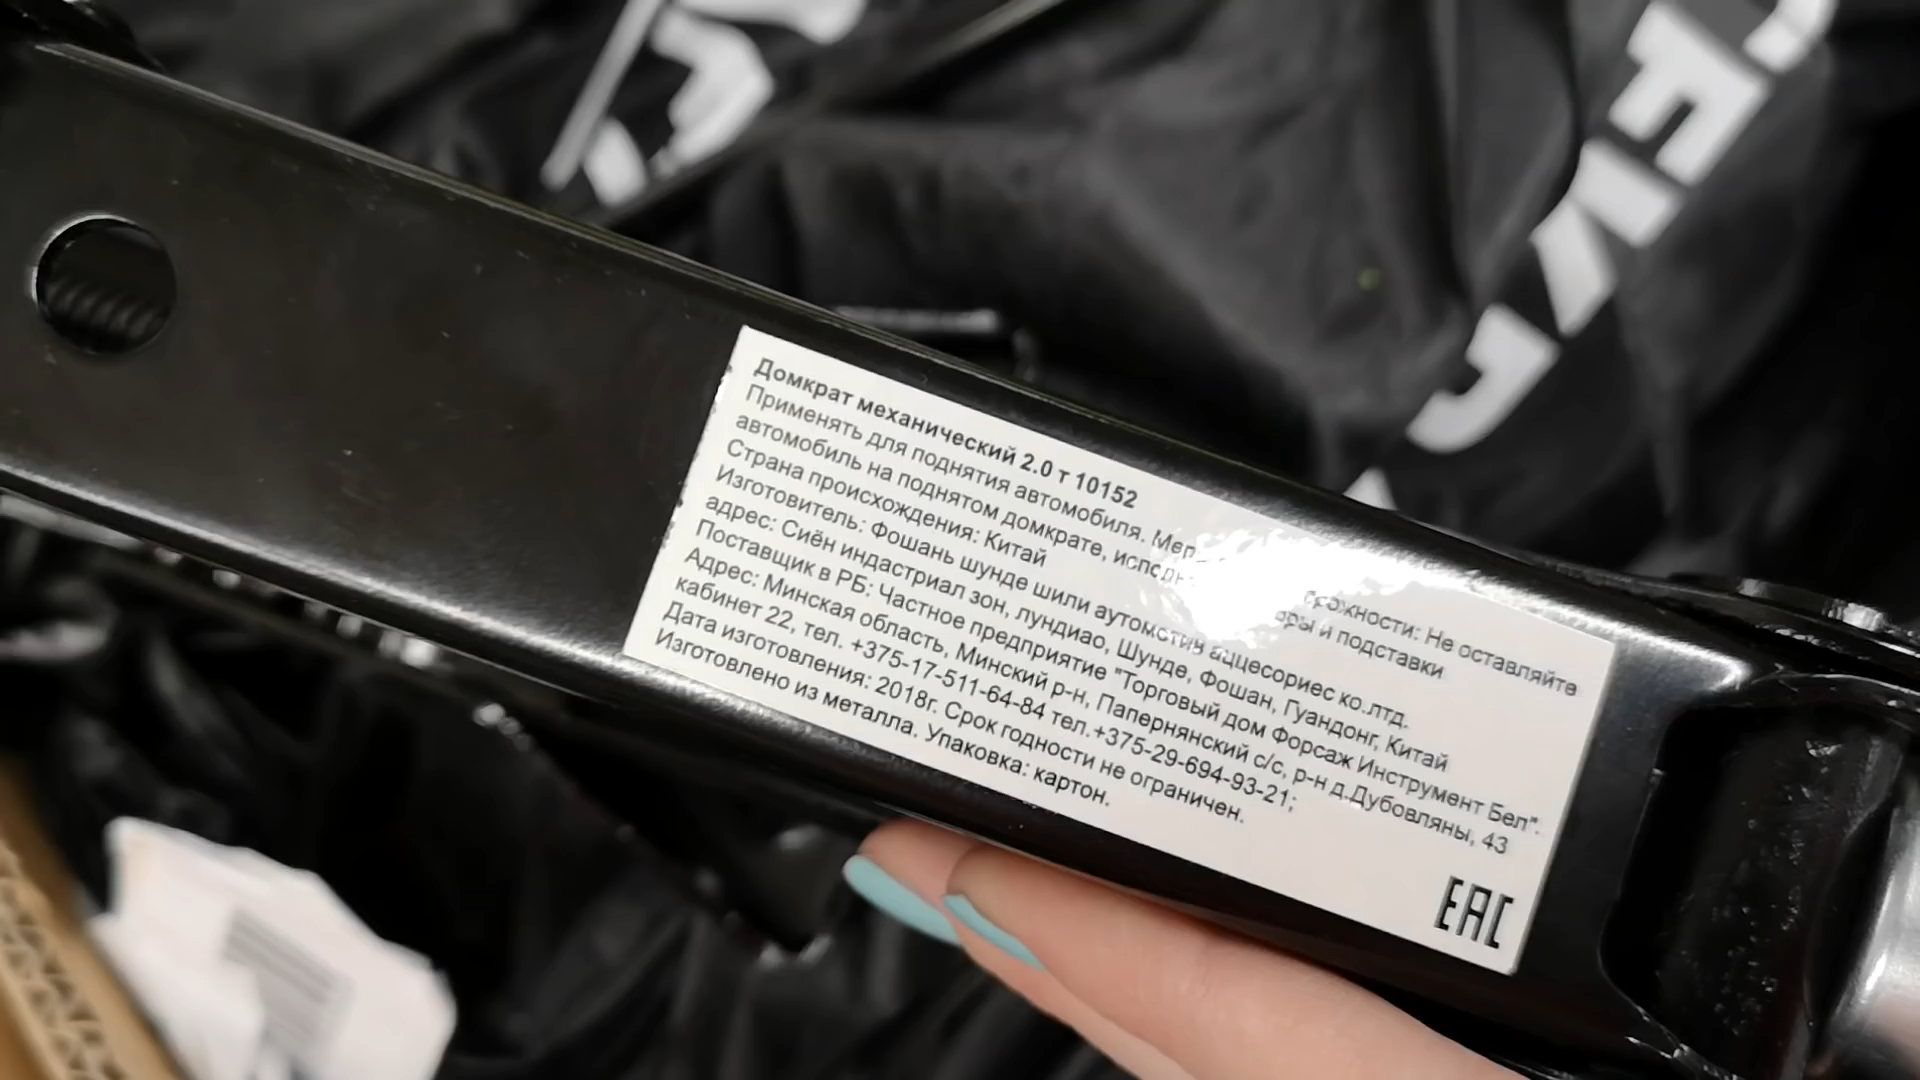 Домкрат механический 2.0 т 10152
Применять для поднятия автомобиля. Не оставляйте
автомобиль на поднятом домкрате, и подставки
Страна происхождения: Китай
Изготовитель: Фошань шунде шили аутомотив аццесориес ко.лтд.
адрес: Сиён индастриал зон, лундиао, Шунде, Фошан, Гуандонг, Китай
Поставщик в РБ: Частное предприятие "Торговый дом Форсаж Инструмент Бел".
Адрес: Минская область, Минский р-н, Папернянский с/с, р-н д.Дубовляны, 43
кабинет 22, тел. +375-17-511-64-84 тел.+375-29-694-93-21;
Дата изготовления: 2018г. Срок годности не ограничен.
Изготовлено из металла. Упаковка: картон.
EAC